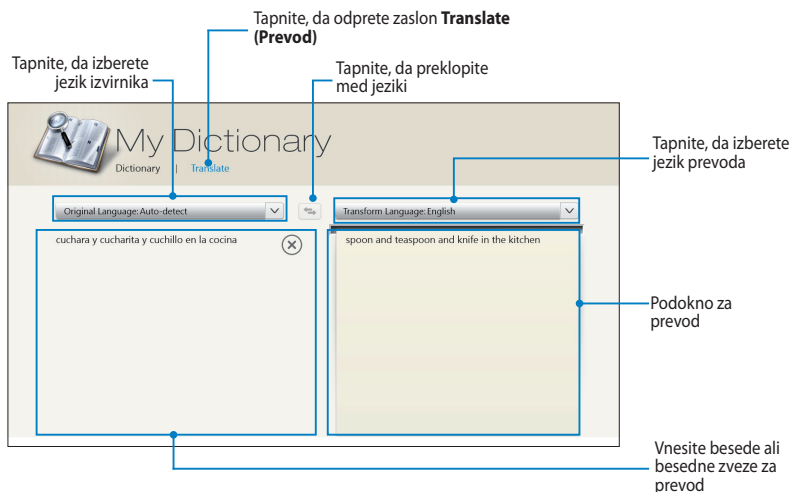 Tapnite, da odprete zaslon Translate
(Prevod)
Tapnite, da izberete
jezik izvirnika
Tapnite, da preklopite
med jeziki
My Dictionary
Dictionary | Translate
Tapnite, da izberete
jezik prevoda
Original Language: Auto-detect
Transform Language: English
cuchara y cucharita y cuchillo en la cocina
spoon and teaspoon and knife in the kitchen
Podokno za
prevod
Vnesite besede ali
besedne zveze za
prevod